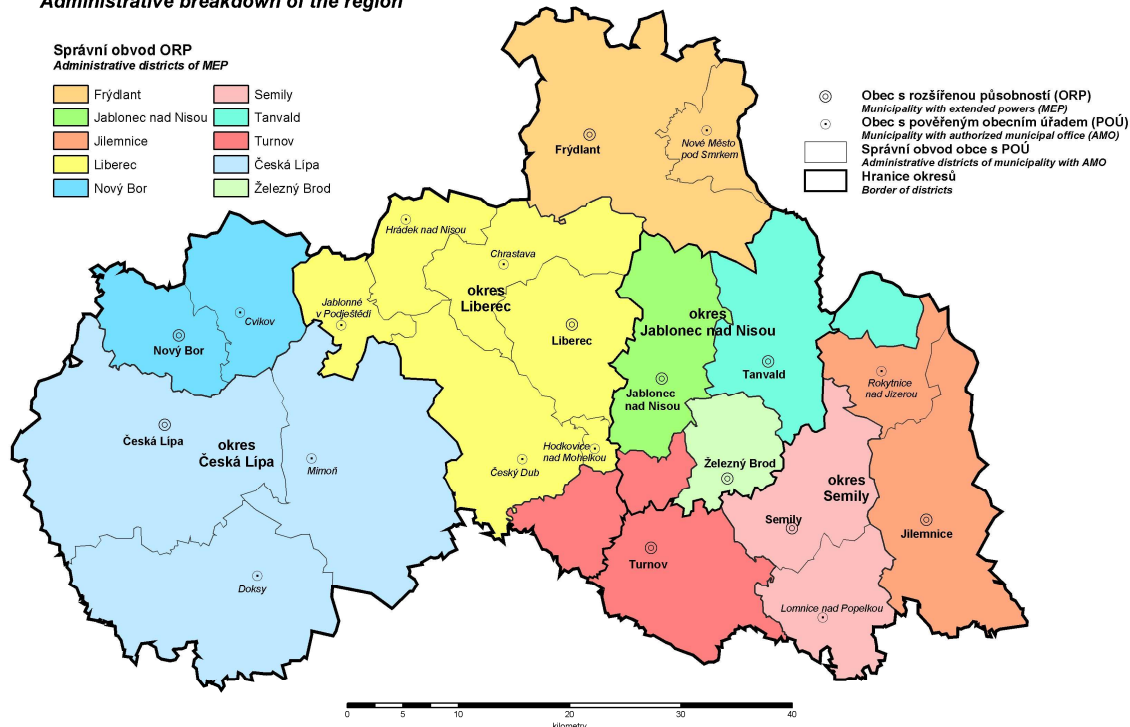 Administrative breakdown of the region
Správní obvod ORP
Administrative districts of MEP
Frýdlant
Jablonec nad Nisou
Jilemnice
Liberec
Nový Bor
Semily
Tanvald
Turnov
Česká Lípa
Železný Brod
Obec s rozšířenou působností (ORP)
Municipality with extended powers (MEP)
Obec s pověřeným obecním úřadem (POÚ)
Municipality with authorized municipal office (AMO)
Správní obvod obce s POÚ
Administrative districts of municipality with AMO
Hranice okresů
Border of districts
Frýdlant
Nové Město
pod Smrkem
Hrádek nad Nisou
Chrastava
okres
Liberec
Jablonné
v Podještědí
Cvikov
Nový Bor
Liberec
okres
Jablonec nad Nisou
Tanvald
Jablonec
nad Nisou
Rokytnice
nad Jizerou
Česká Lípa
okres
Česká Lípa
Mimoň
Hodkovice
nad Mohelkou
Český Dub
Železný Brod
okres
Semily
Semily
Jilemnice
Turnov
Doksy
Lomnice nad Popelkou
0 5 10 20 30 40
kilometry